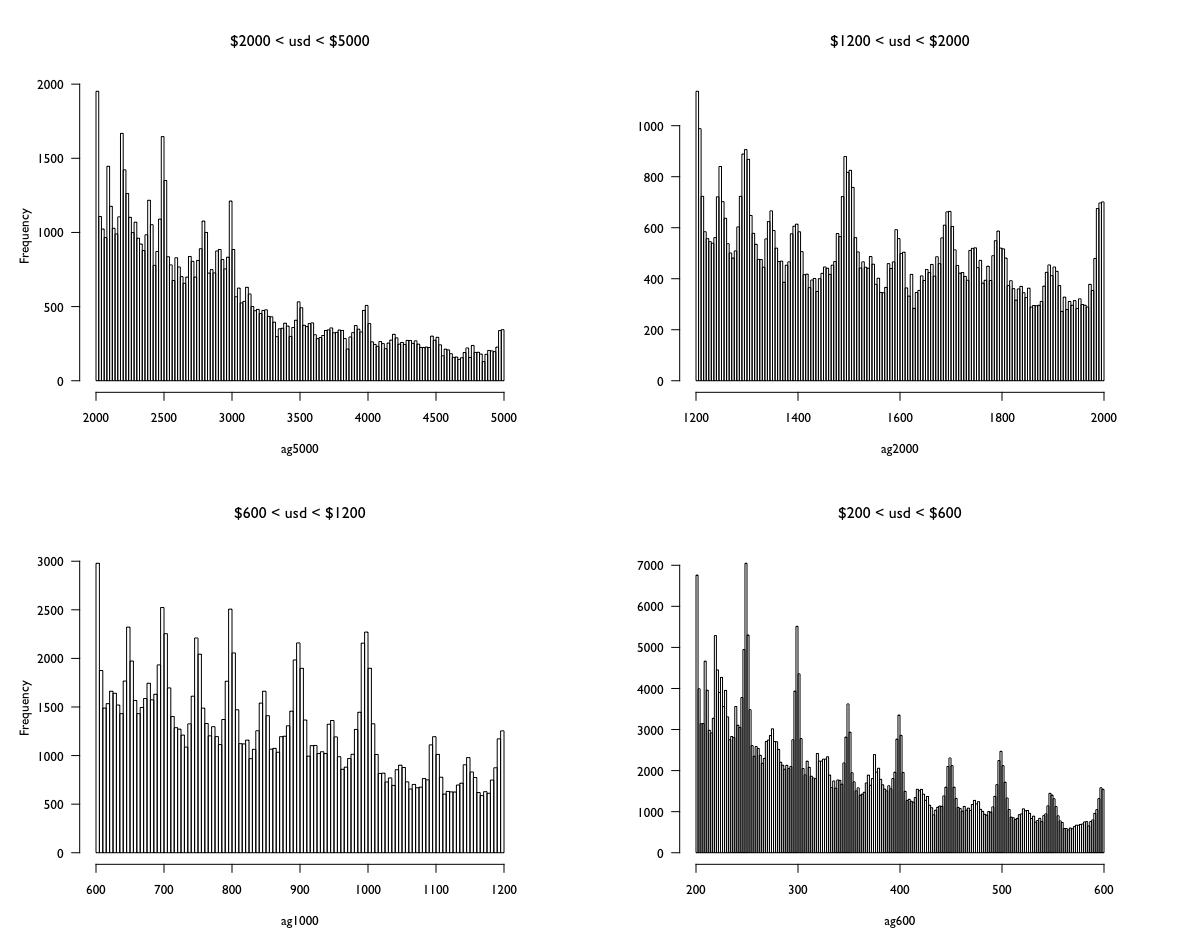 $2000 < usd < $5000
2000
1500
1000
500
0
Frequency
2000 2500 3000 3500 4000 4500 5000
ag5000
$1200 < usd < $2000
1000
800
600
400
200
0
1200 1400 1600 1800 2000
ag2000
$600 < usd < $1200
3000
2500
2000
1500
1000
500
0
Frequency
600 700 800 900 1000 1100 1200
ag1000
$200 < usd < $600
7000
6000
5000
4000
3000
2000
1000
0
200 300 400 500 600
ag600